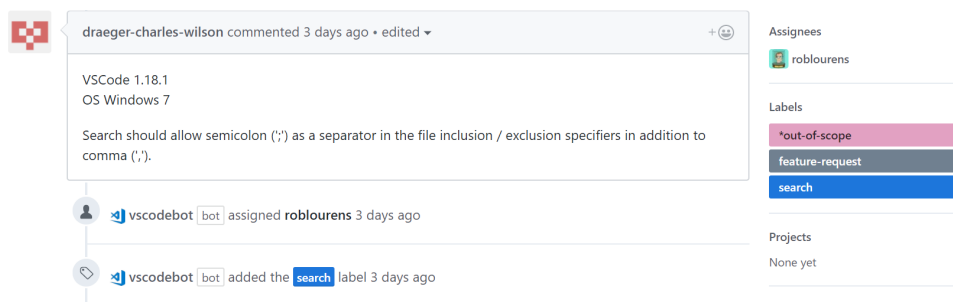 draeger-charles-wilson commented 3 days ago • edited
VSCode 1.18.1
OS Windows 7
Search should allow semicolon (';') as a separator in the file inclusion / exclusion specifiers in addition to
comma (',').
vscodebot bot assigned roblourens 3 days ago
vscodebot bot added the search label 3 days ago
Assignees
roblourens
Labels
*out-of-scope
feature-request
search
Projects
None yet